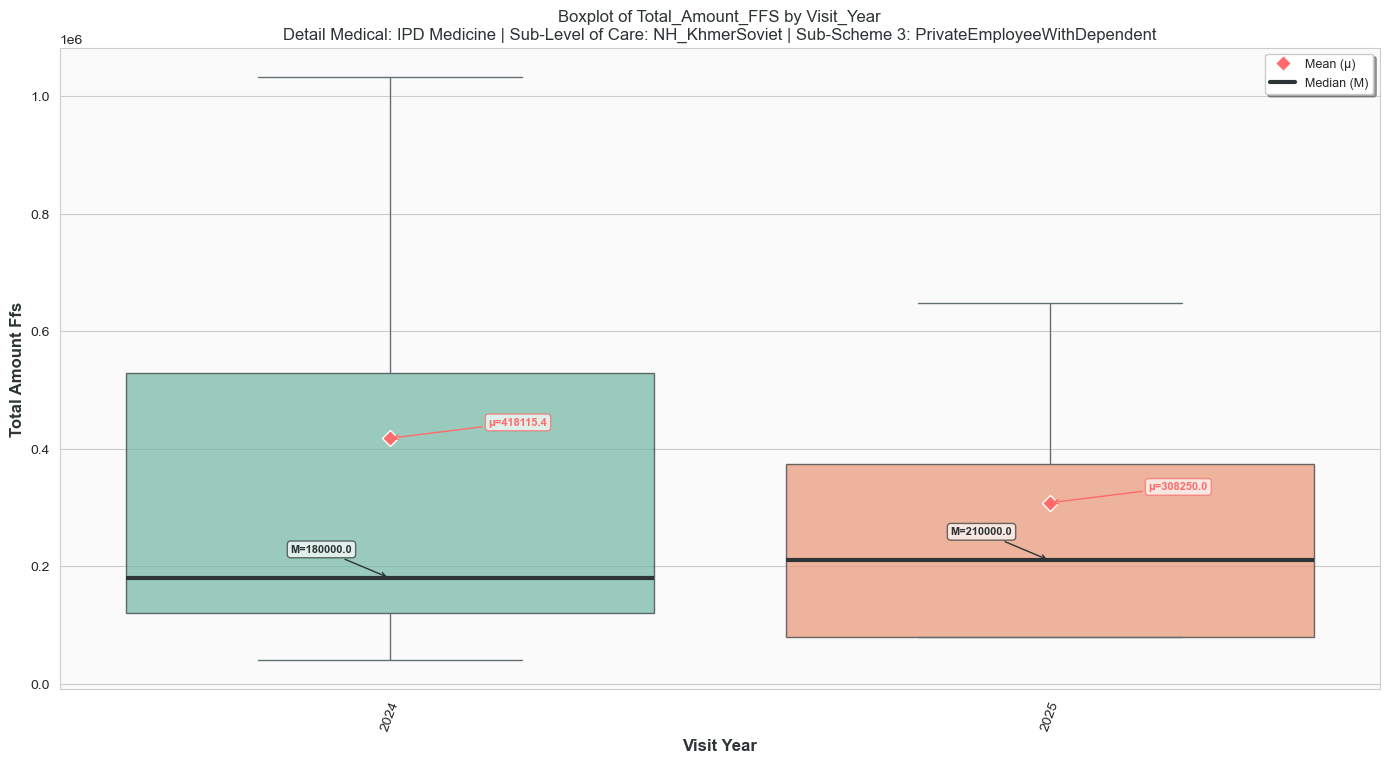 Boxplot of Total_Amount_FFS by Visit_Year
Detail Medical: IPD Medicine | Sub-Level of Care: NH_KhmerSoviet | Sub-Scheme 3: PrivateEmployeeWithDependent
1e6
Mean (μ)
Median (M)
1.0
0.8
0.6
0.4
0.2
0.0
Total Amount Ffs
μ=418115.4
M=180000.0
μ=308250.0
M=210000.0
2024
2025
Visit Year